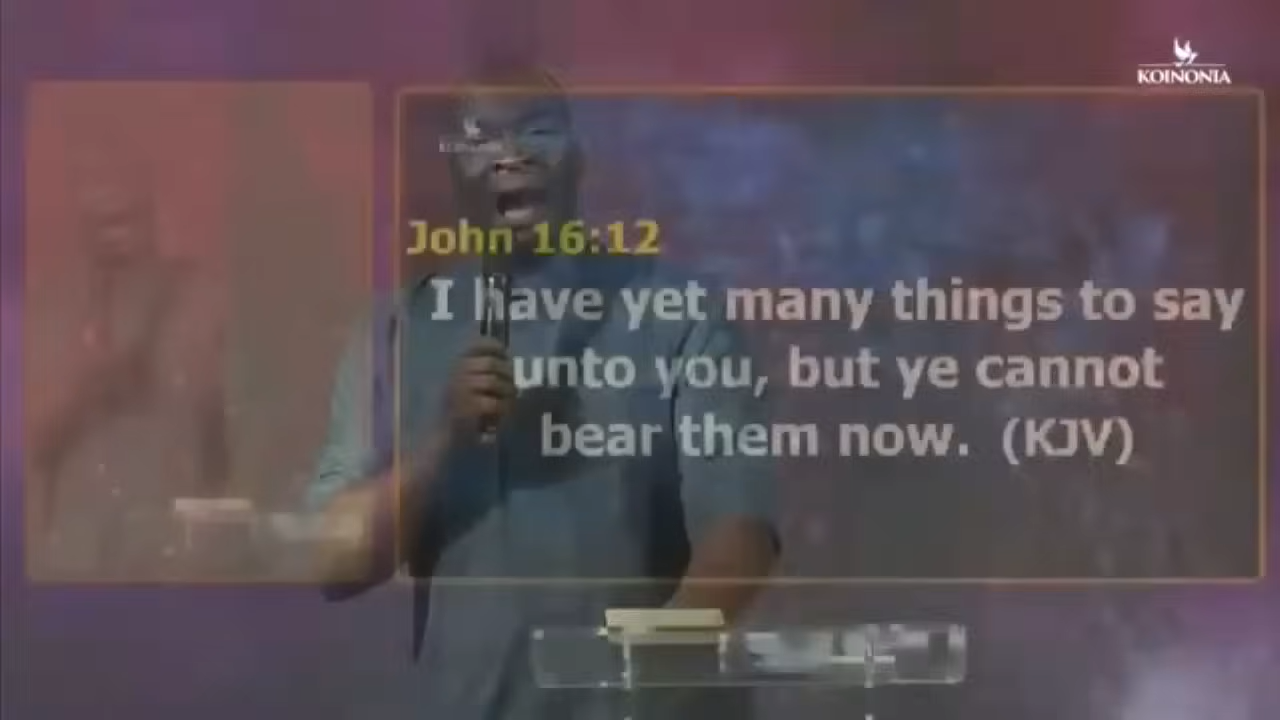 KOINONIA
John 16:12
I have yet many things to say
unto you, but ye cannot
bear them now. (KJV)